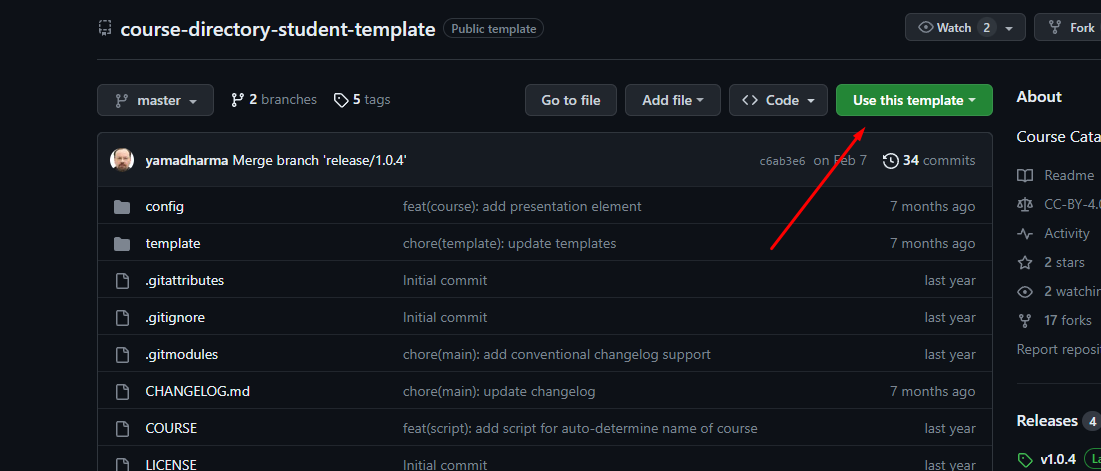 course-directory-student-template Public template Watch 2 Fork
master 2 branches 5 tags Go to file Add file Code Use this template
About
yamadharma Merge branch 'release/1.0.4' c6ab3e6 on Feb 7 34 commits
Course Cata
config feat(course): add presentation element 7 months ago
Readme
template chore(template): update templates 7 months ago
CC-BY-4.0
Activity
.gitattributes Initial commit last year
2 stars
.gitignore Initial commit last year
2 watchin
17 forks
.gitmodules chore(main): add conventional changelog support last year
Report reposi
CHANGELOG.md chore(main): update changelog 7 months ago
COURSE feat(script): add script for auto-determine name of course last year
Releases 4
LICENSE Initial commit last year
v1.0.4 La